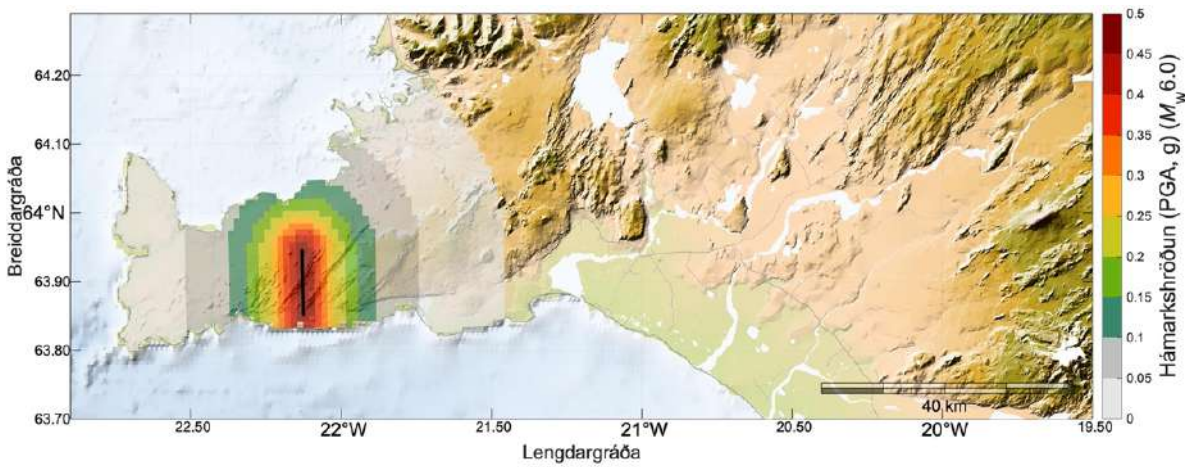 Breiddargráða
64.20
64.10
64°N
63.90
63.80
63.70
22.50
22°W
21.50
21°W
20.50
20°W
19.50
Lengdargráða
40 km
0.5
0.45
0.4
0.35
0.3
0.25
0.2
0.15
0.1
0.05
0
Hámarkshröðun (PGA, g) (Mw 6.0)